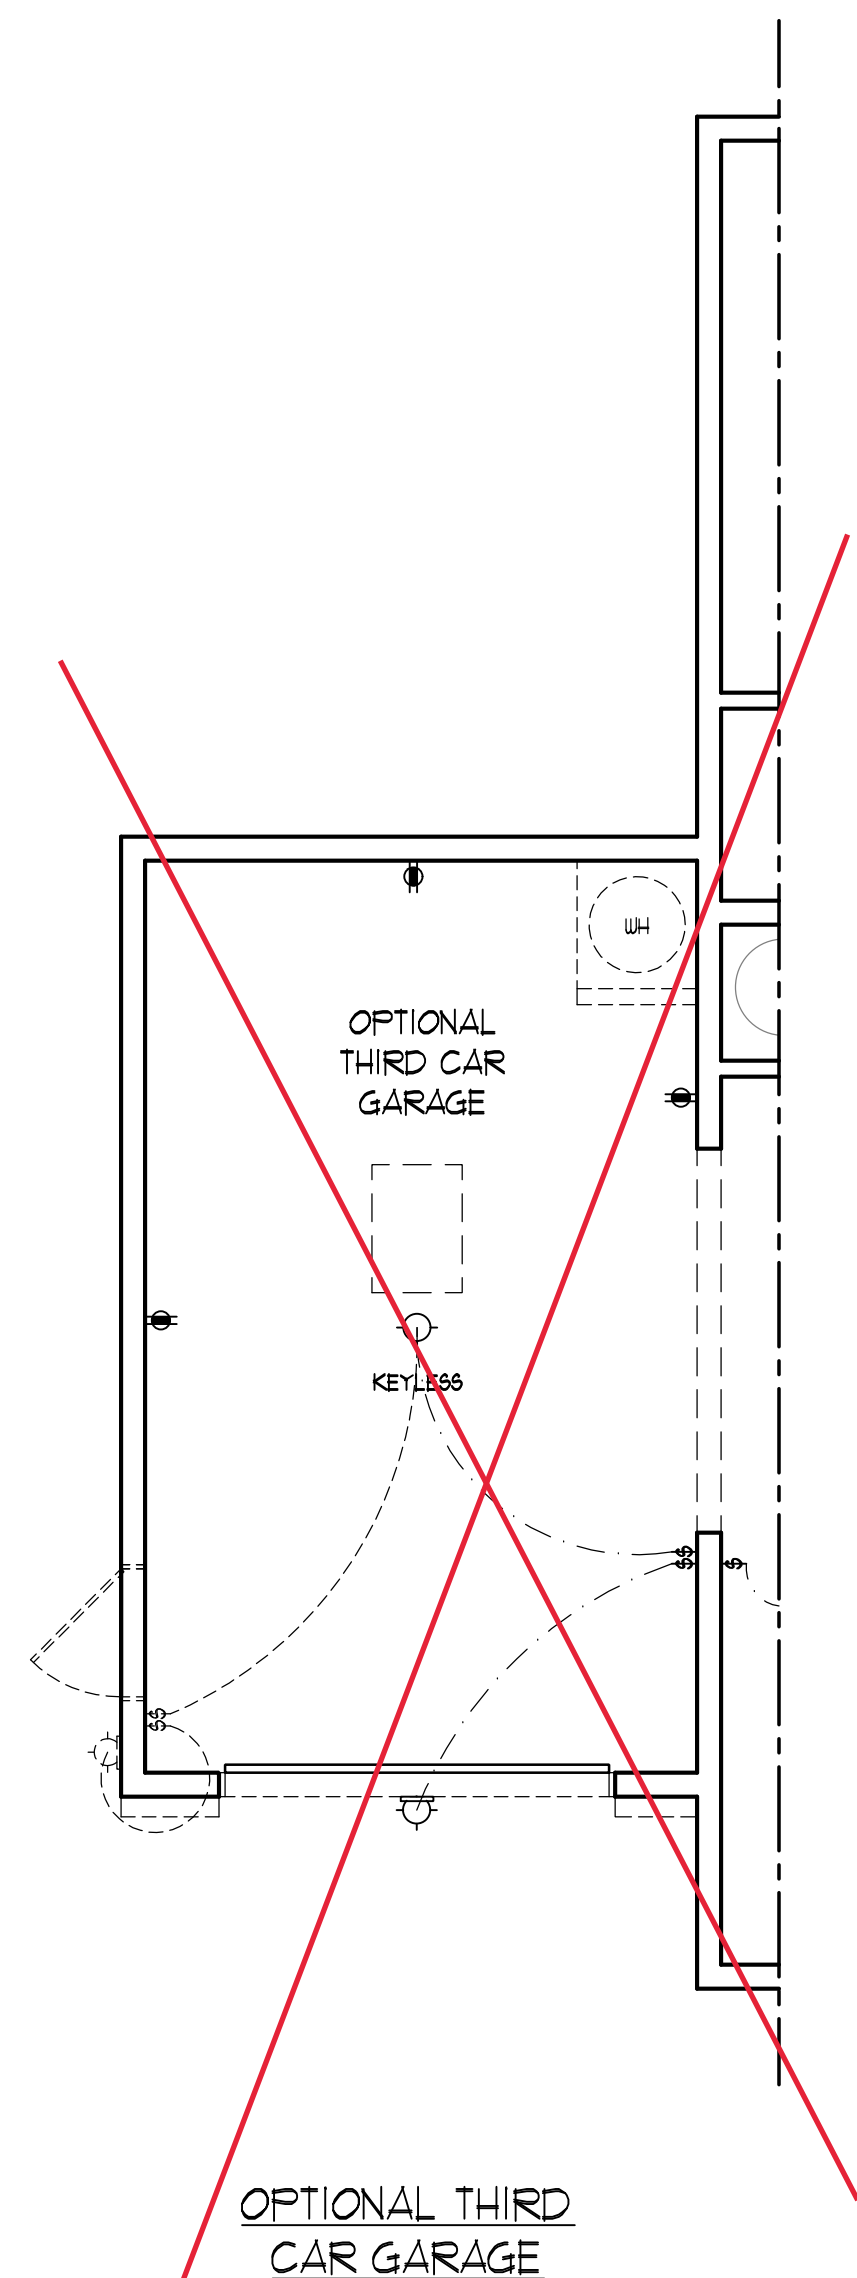 WH
OPTIONAL
THIRD CAR
GARAGE
KEYLESS
$
$
$
$
$
OPTIONAL THIRD
CAR GARAGE